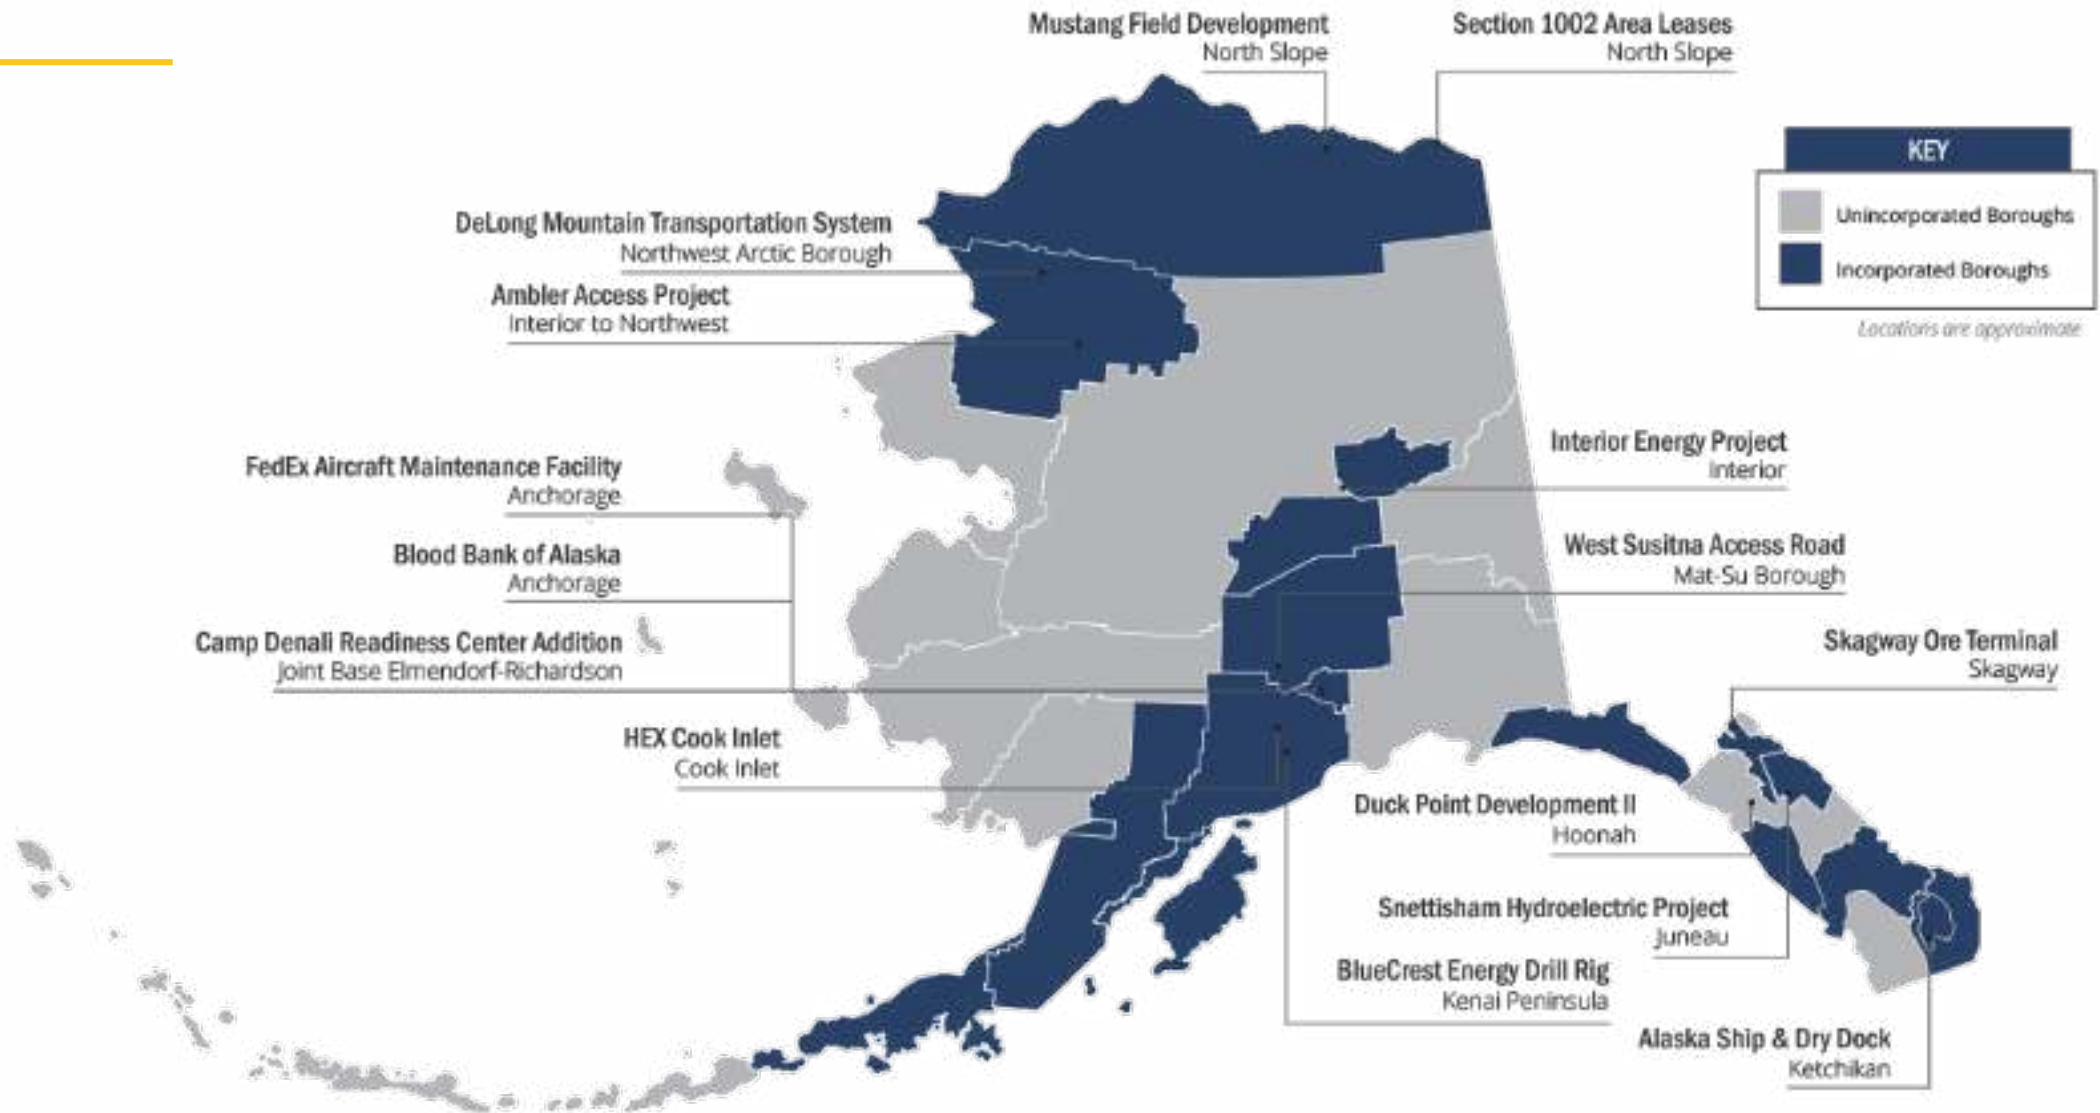 Mustang Field Development
North Slope
Section 1002 Area Leases
North Slope
KEY
Unincorporated Boroughs
Incorporated Boroughs
Locations are approximate
DeLong Mountain Transportation System
Northwest Arctic Borough
Ambler Access Project
Interior to Northwest
FedEx Aircraft Maintenance Facility
Anchorage
Blood Bank of Alaska
Anchorage
Camp Denali Readiness Center Addition
Joint Base Elmendorf-Richardson
HEX Cook Inlet
Cook Inlet
Interior Energy Project
Interior
West Susitna Access Road
Mat-Su Borough
Skagway Ore Terminal
Skagway
Duck Point Development II
Hoonah
Snettisham Hydroelectric Project
Juneau
BlueCrest Energy Drill Rig
Kenai Peninsula
Alaska Ship & Dry Dock
Ketchikan